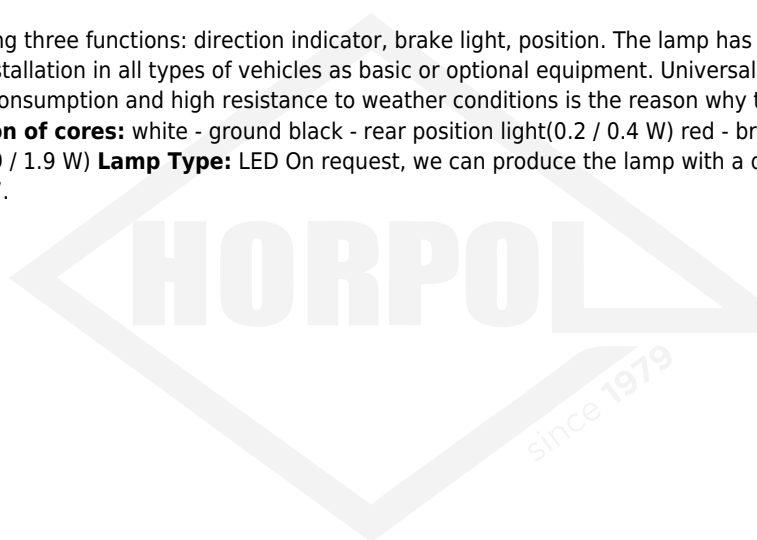 ng three functions: direction indicator, brake light, position. The lamp has
stallation in all types of vehicles as basic or optional equipment. Universal
onsumption and high resistance to weather conditions is the reason why t
n of cores: white - ground black - rear position light(0.2 / 0.4 W) red - br
/ 1.9 W) Lamp Type: LED On request, we can produce the lamp with a
.
HORPOL
since 1979